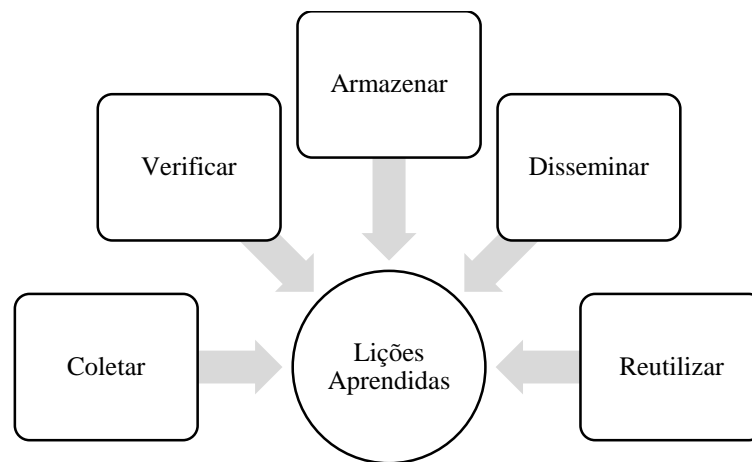 Armazenar
Verificar
Disseminar
Coletar
Lições
Aprendidas
Reutilizar